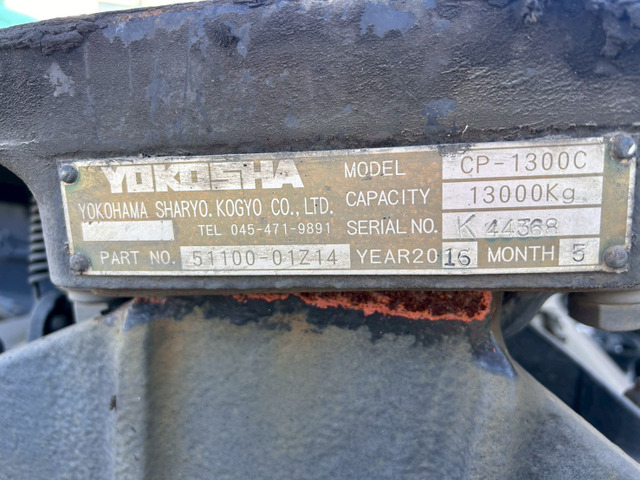 YOKOSHA
YOKOHAMA SHARYO. KOGYO CO., LTD.
TEL 045-471-9891
MODEL CP-1300C
CAPACITY 13000Kg
SERIAL NO. K 44368
PART NO. 51100-01Z14 YEAR2016 MONTH 5